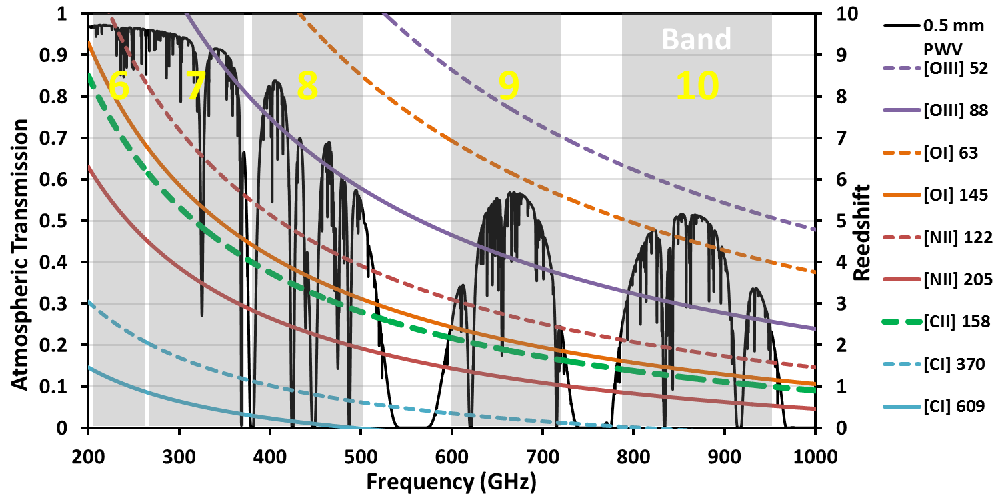 1
0.9
0.8
0.7
0.6
0.5
0.4
0.3
0.2
0.1
0
Atmospheric Transmission
Band
6
7
8
9
10
200
300
400
500
600
700
800
900
1000
Frequency (GHz)
10
9
8
7
6
5
4
3
2
1
0
Reedshift
0.5 mm
PWV
[OIII] 52
[OIII] 88
[OI] 63
[OI] 145
[NII] 122
[NII] 205
[CII] 158
[CI] 370
[CI] 609